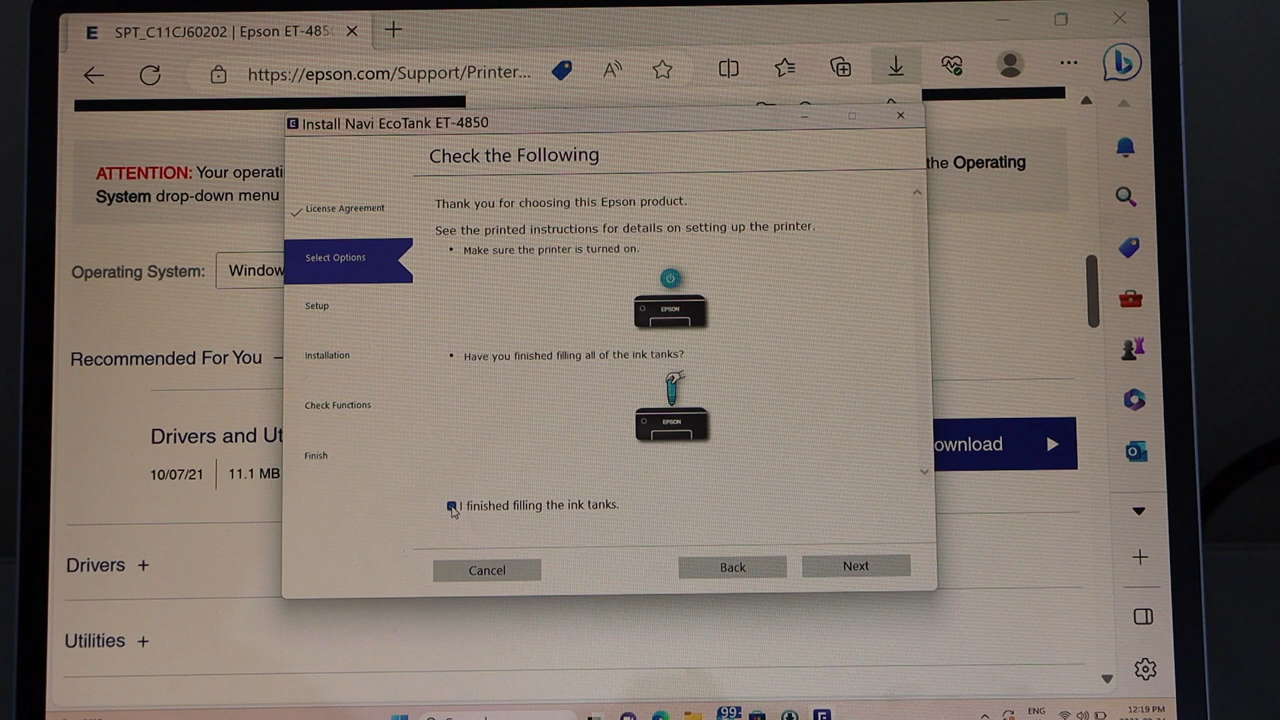 E SPT_C11CJ60202 | Epson ET-485
https://epson.com/Support/Printer...
Install Navi EcoTank ET-4850
Check the Following
ATTENTION: Your operati
the Operating
System drop-down menu
License Agreement
Select Options
Setup
Installation
Check Functions
Finish
Thank you for choosing this Epson product.
See the printed instructions for details on setting up the printer.
• Make sure the printer is turned on.
EPSON
• Have you finished filling all of the ink tanks?
EPSON
I finished filling the ink tanks.
Cancel
Back
Next
Operating System:
Window
Recommended For You —
Drivers and Ut
10/07/21
11.1 MB
ownload
Drivers +
Utilities +
99+
ENG
12:19 PM